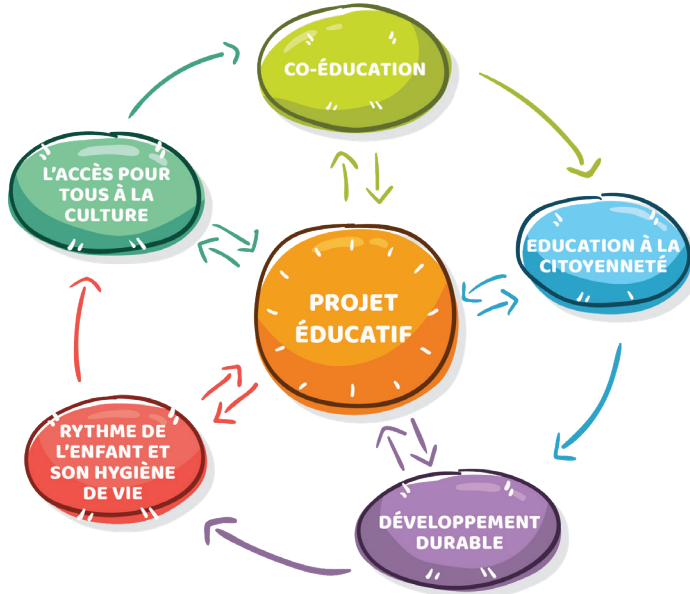 CO-ÉDUCATION
L'ACCÈS POUR
TOUS À LA
CULTURE
EDUCATION À LA
CITOYENNETÉ
PROJET
ÉDUCATIF
RYTHME DE
L'ENFANT ET
SON HYGIÈNE
DE VIE
DÉVELOPPEMENT
DURABLE